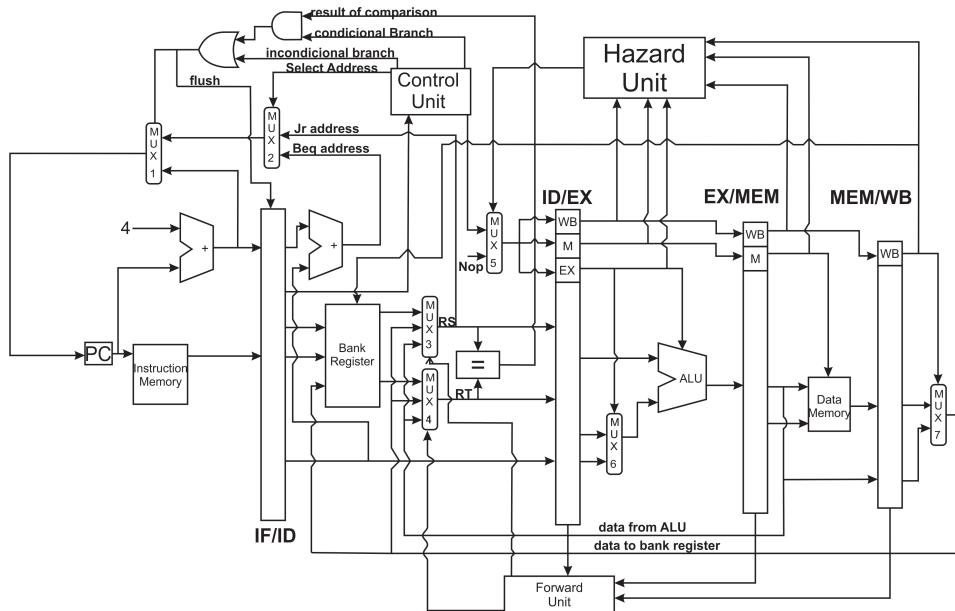 result of comparison
condicional Branch
incondicional branch
Select Address
flush
Control
Unit
Hazard
Unit
MUX
1
MUX
2
Jr address
Beq address
ID/EX
EX/MEM
MEM/WB
4
+
+
MUX
5
Nop
WB
M
EX
WB
M
WB
PC
Instruction
Memory
Bank
Register
MUX
3
RS
=
MUX
4
RT
ALU
MUX
6
Data
Memory
MUX
7
IF/ID
data from ALU
data to bank register
Forward
Unit